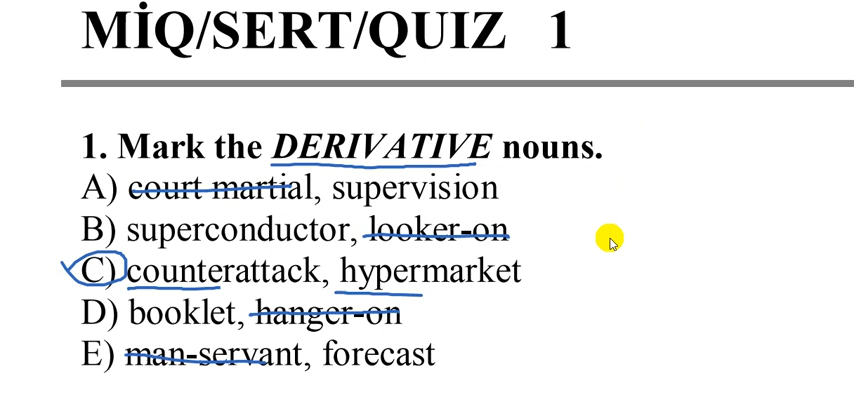 MİQ/SERT/QUIZ 1
1. Mark the DERIVATIVE nouns.
A) court martial, supervision
B) superconductor, looker-on
C) counterattack, hypermarket
D) booklet, hanger-on
E) man-servant, forecast